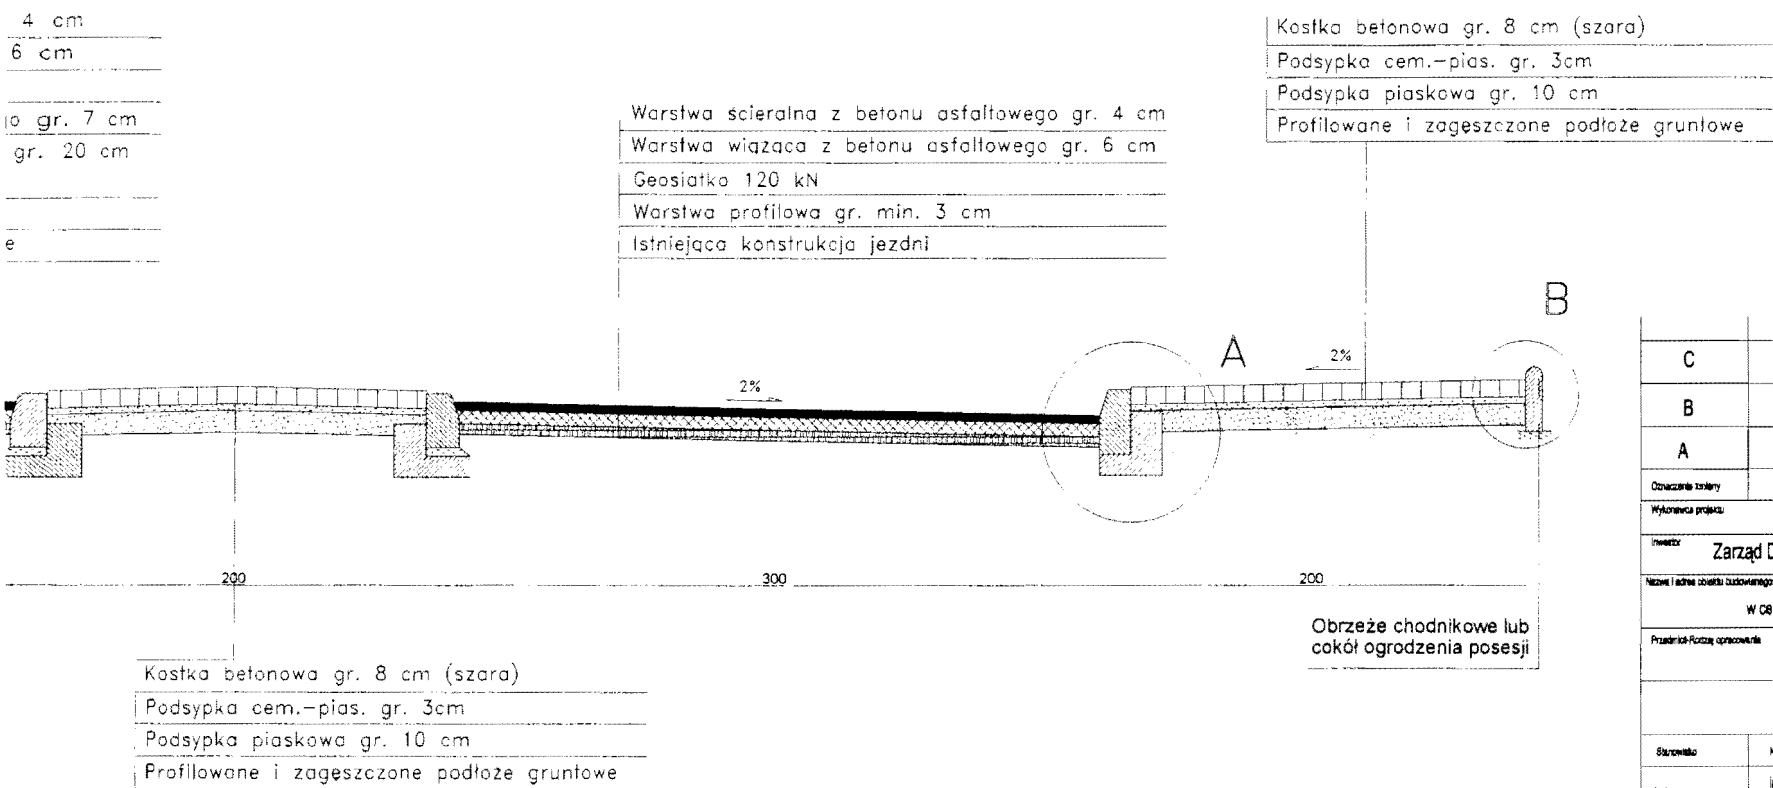 4 cm
6 cm
go gr. 7 cm
gr. 20 cm
e
Warstwa ścieralna z betonu asfaltowego gr. 4 cm
Warstwa wiążąca z betonu asfaltowego gr. 6 cm
Geosiatka 120 kN
Warstwa profilowa gr. min. 3 cm
Istniejąca konstrukcja jezdni
Kostka betonowa gr. 8 cm (szara)
Podsypka cem.-pias. gr. 3cm
Podsypka piaskowa gr. 10 cm
Profilowane i zagęszczone podłoże gruntowe
B
A
2%
2%
200
300
200
Obrzeże chodnikowe lub
cokół ogrodzenia posesji
Kostka betonowa gr. 8 cm (szara)
Podsypka cem.-pias. gr. 3cm
Podsypka piaskowa gr. 10 cm
Profilowane i zagęszczone podłoże gruntowe
C
B
A
Oznaczenie zmiany
Wykonawca projektu
Inwestor
Zarząd D
Nazwa i adres obiektu budowlanego
W
Przedmiot-Rodzaj opracowania
Stanowisko